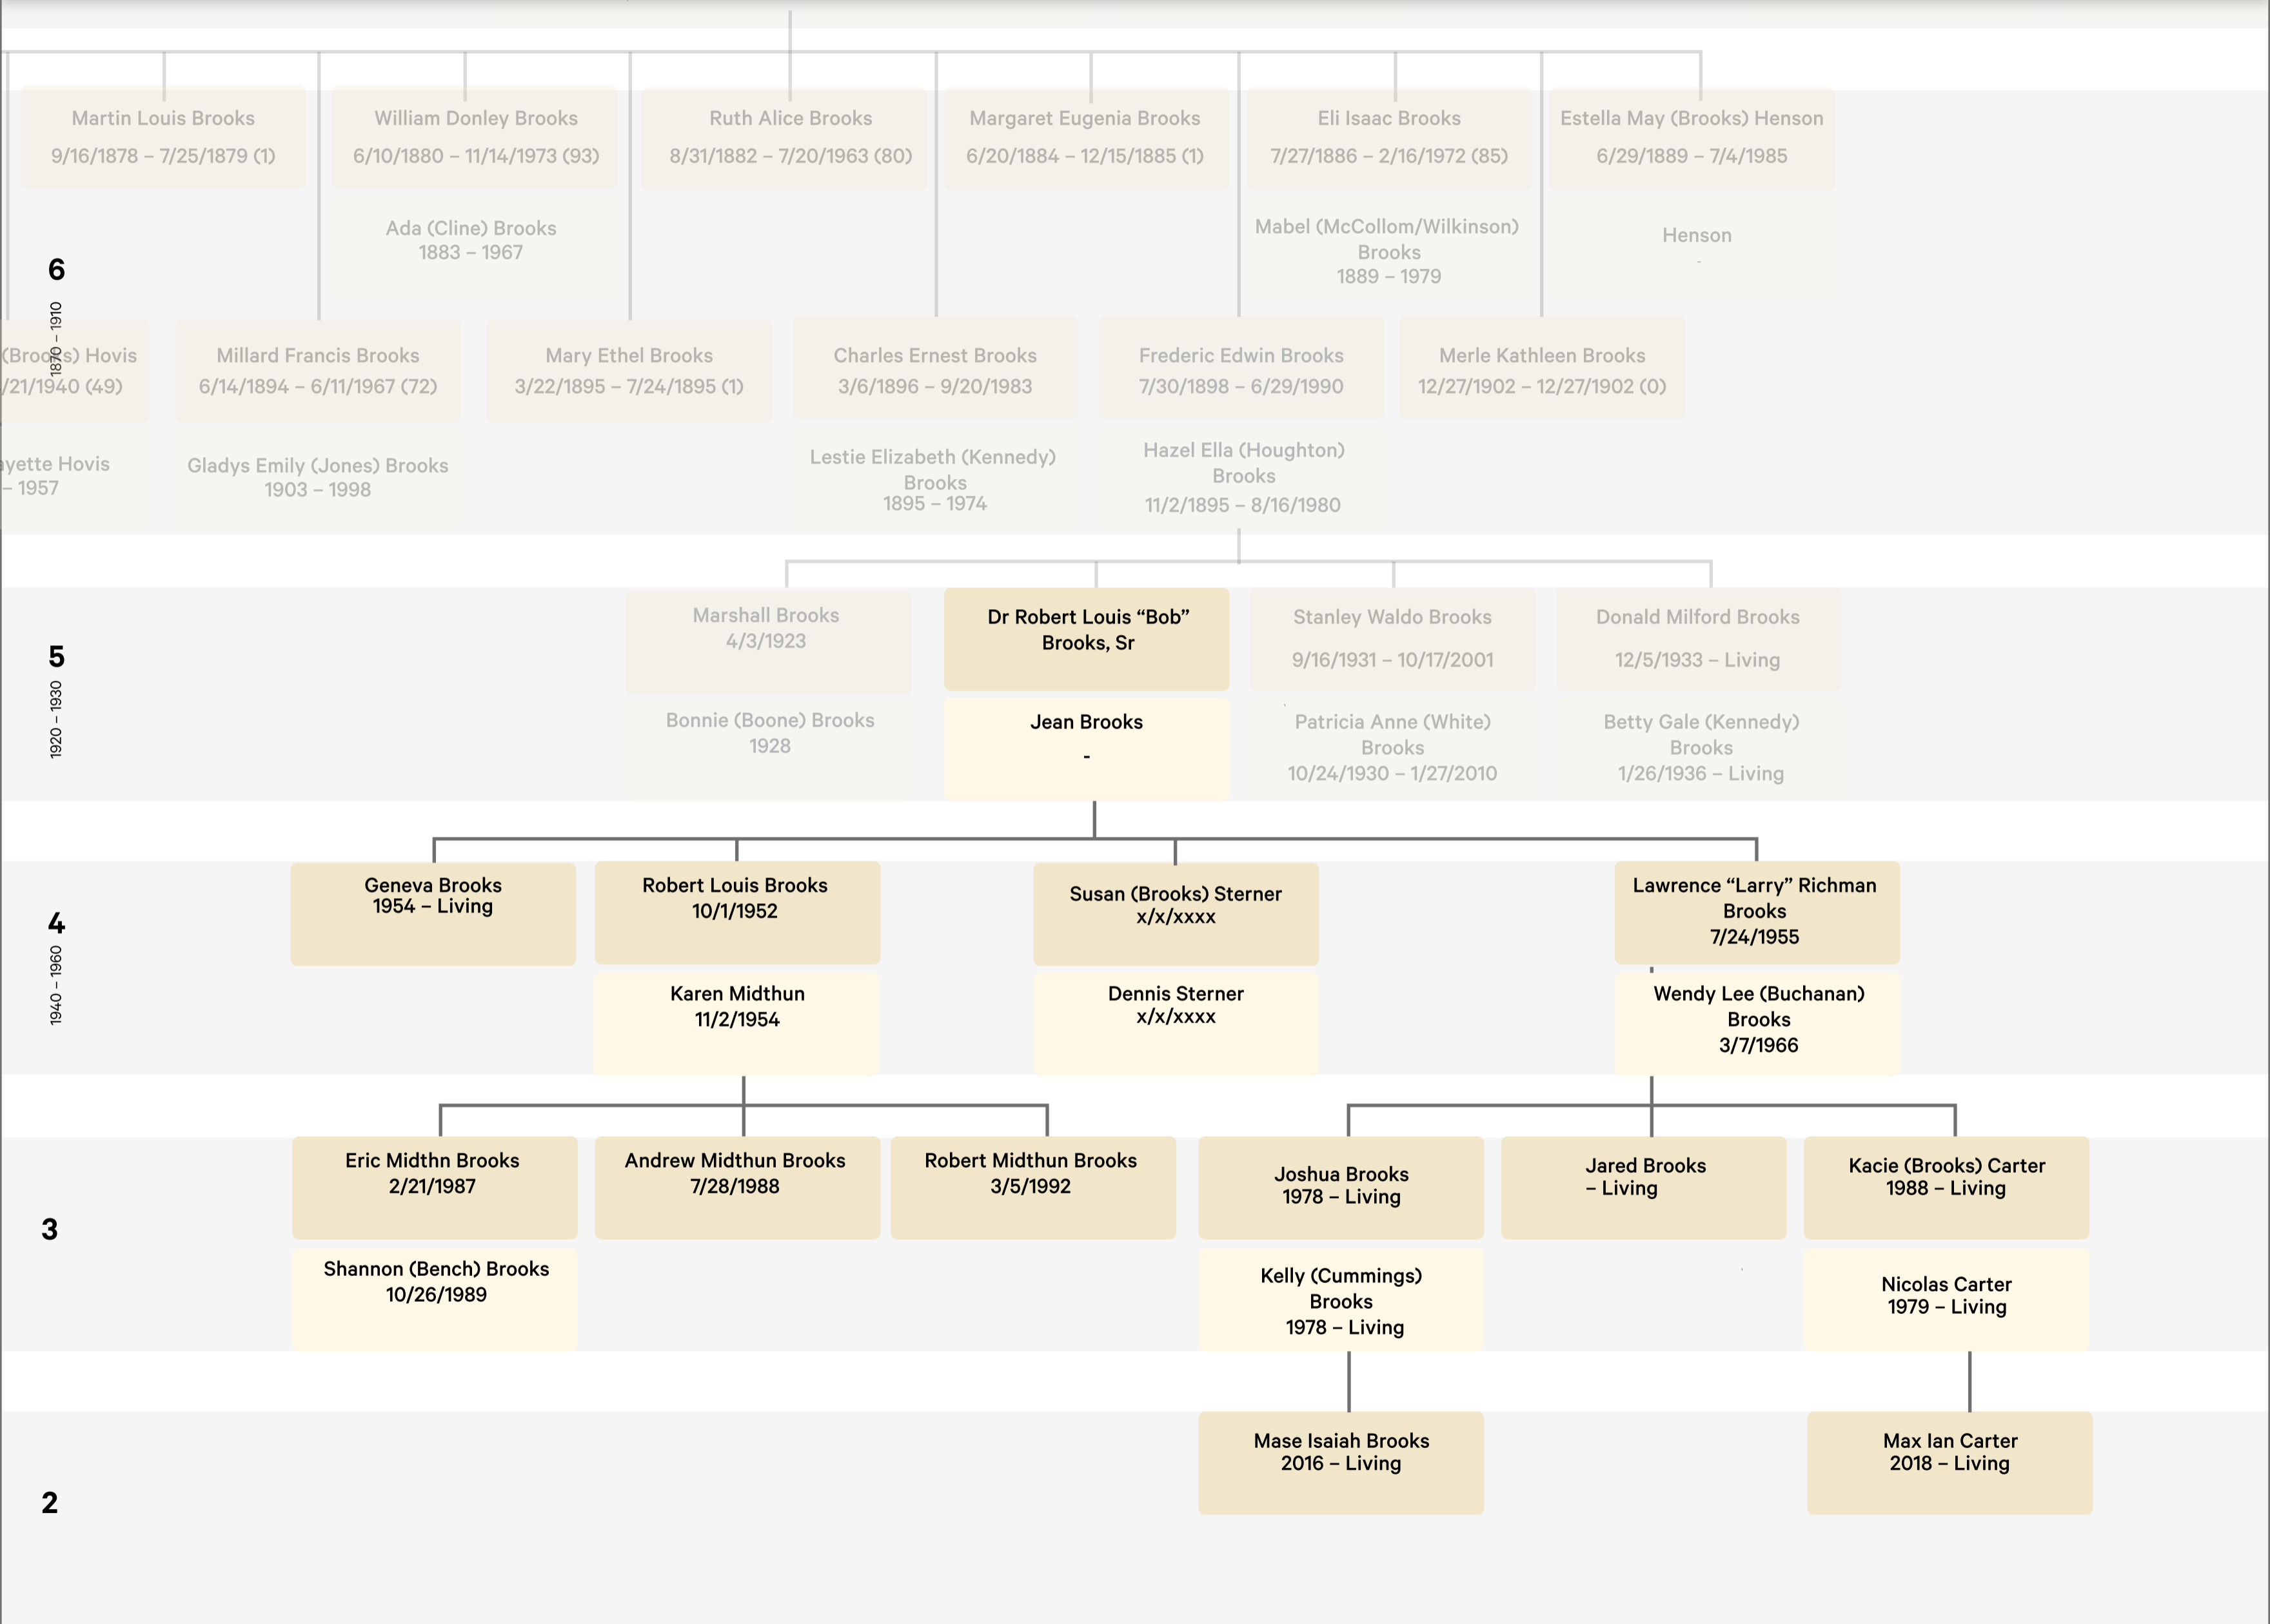 Martin Louis Brooks
9/16/1878 – 7/25/1879 (1)
William Donley Brooks
6/10/1880 – 11/14/1973 (93)
Ruth Alice Brooks
8/31/1882 – 7/20/1963 (80)
Margaret Eugenia Brooks
6/20/1884 – 12/15/1885 (1)
Eli Isaac Brooks
7/27/1886 – 2/16/1972 (85)
Estella May (Brooks) Henson
6/29/1889 – 7/4/1985
Ada (Cline) Brooks
1883 – 1967
Mabel (McCollom/Wilkinson)
Brooks
1889 – 1979
Henson
-
6
1870 – 1910
(Brooks) Hovis
/21/1940 (49)
Millard Francis Brooks
6/14/1894 – 6/11/1967 (72)
Mary Ethel Brooks
3/22/1895 – 7/24/1895 (1)
Charles Ernest Brooks
3/6/1896 – 9/20/1983
Frederic Edwin Brooks
7/30/1898 – 6/29/1990
Merle Kathleen Brooks
12/27/1902 – 12/27/1902 (0)
ayette Hovis
– 1957
Gladys Emily (Jones) Brooks
1903 – 1998
Lestie Elizabeth (Kennedy)
Brooks
1895 – 1974
Hazel Ella (Houghton)
Brooks
11/2/1895 – 8/16/1980
5
1920 – 1930
Marshall Brooks
4/3/1923
Dr Robert Louis “Bob”
Brooks, Sr
Stanley Waldo Brooks
9/16/1931 – 10/17/2001
Donald Milford Brooks
12/5/1933 – Living
Bonnie (Boone) Brooks
1928
Jean Brooks
-
Patricia Anne (White)
Brooks
10/24/1930 – 1/27/2010
Betty Gale (Kennedy)
Brooks
1/26/1936 – Living
4
1940 – 1960
Geneva Brooks
1954 – Living
Robert Louis Brooks
10/1/1952
Susan (Brooks) Sterner
x/x/xxxx
Lawrence “Larry” Richman
Brooks
7/24/1955
Karen Midthun
11/2/1954
Dennis Sterner
x/x/xxxx
Wendy Lee (Buchanan)
Brooks
3/7/1966
3
Eric Midthn Brooks
2/21/1987
Andrew Midthun Brooks
7/28/1988
Robert Midthun Brooks
3/5/1992
Joshua Brooks
1978 – Living
Jared Brooks
– Living
Kacie (Brooks) Carter
1988 – Living
Shannon (Bench) Brooks
10/26/1989
Kelly (Cummings)
Brooks
1978 – Living
Nicolas Carter
1979 – Living
2
Mase Isaiah Brooks
2016 – Living
Max Ian Carter
2018 – Living